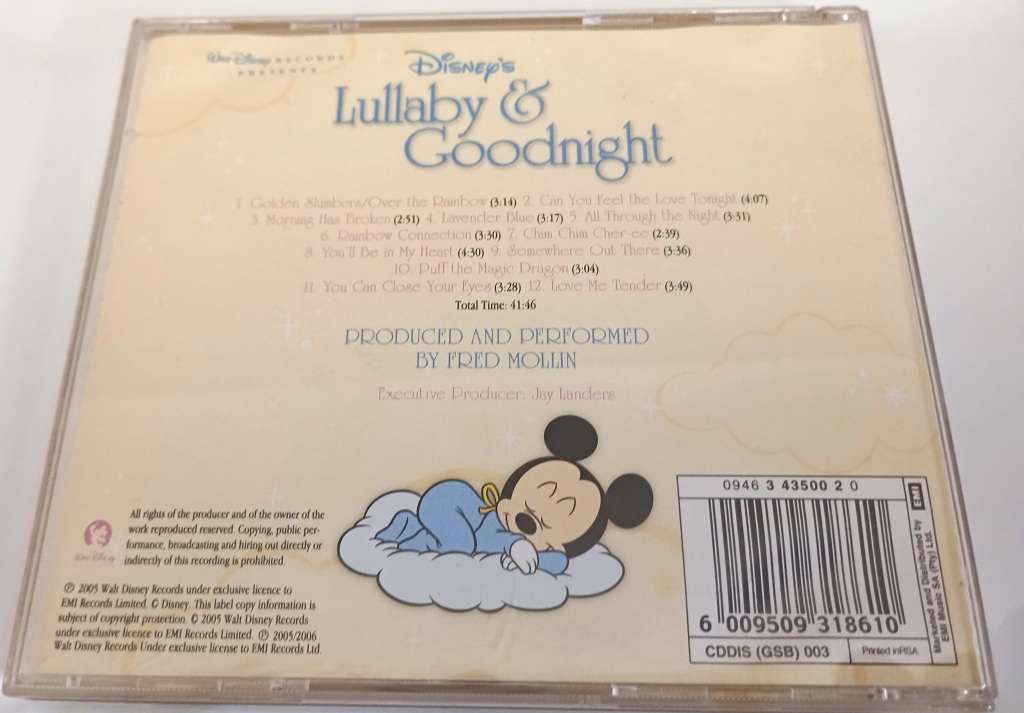 Walt Disney RECORDS
PRESENTS
Disney's
Lullaby &
Goodnight
1. Golden Slumbers/Over the Rainbow (3:14) 2. Can You Feel the Love Tonight (4:07)
3. Morning Has Broken (2:51) 4. Lavender Blue (3:17) 5. All Through the Night (3:31)
6. Rainbow Connection (3:30) 7. Chim Chim Cher-ee (2:39)
8. You'll Be in My Heart (4:30) 9. Somewhere Out There (3:36)
10. Puff the Magic Dragon (3:04)
11. You Can Close Your Eyes (3:28) 12. Love Me Tender (3:49)
Total Time: 41:46
PRODUCED AND PERFORMED
BY FRED MOLLIN
Executive Producer: Jay Landers
All rights of the producer and of the owner of the
work reproduced reserved. Copying, public per-
formance, broadcasting and hiring out directly or
indirectly of this recording is prohibited.
Walt Disney
℗ 2005 Walt Disney Records under exclusive licence to
EMI Records Limited. © Disney. This label copy information is
subject of copyright protection. © 2005 Walt Disney Records
under exclusive licence to EMI Records Limited. ℗ 2005/2006
Walt Disney Records Under exclusive license to EMI Records Ltd.
0946 3 43500 2 0
EMI
Marketed and Distributed by
EMI Music SA (Pty) Ltd.
6 009509 318610
CDDIS (GSB) 003
Printed in RSA